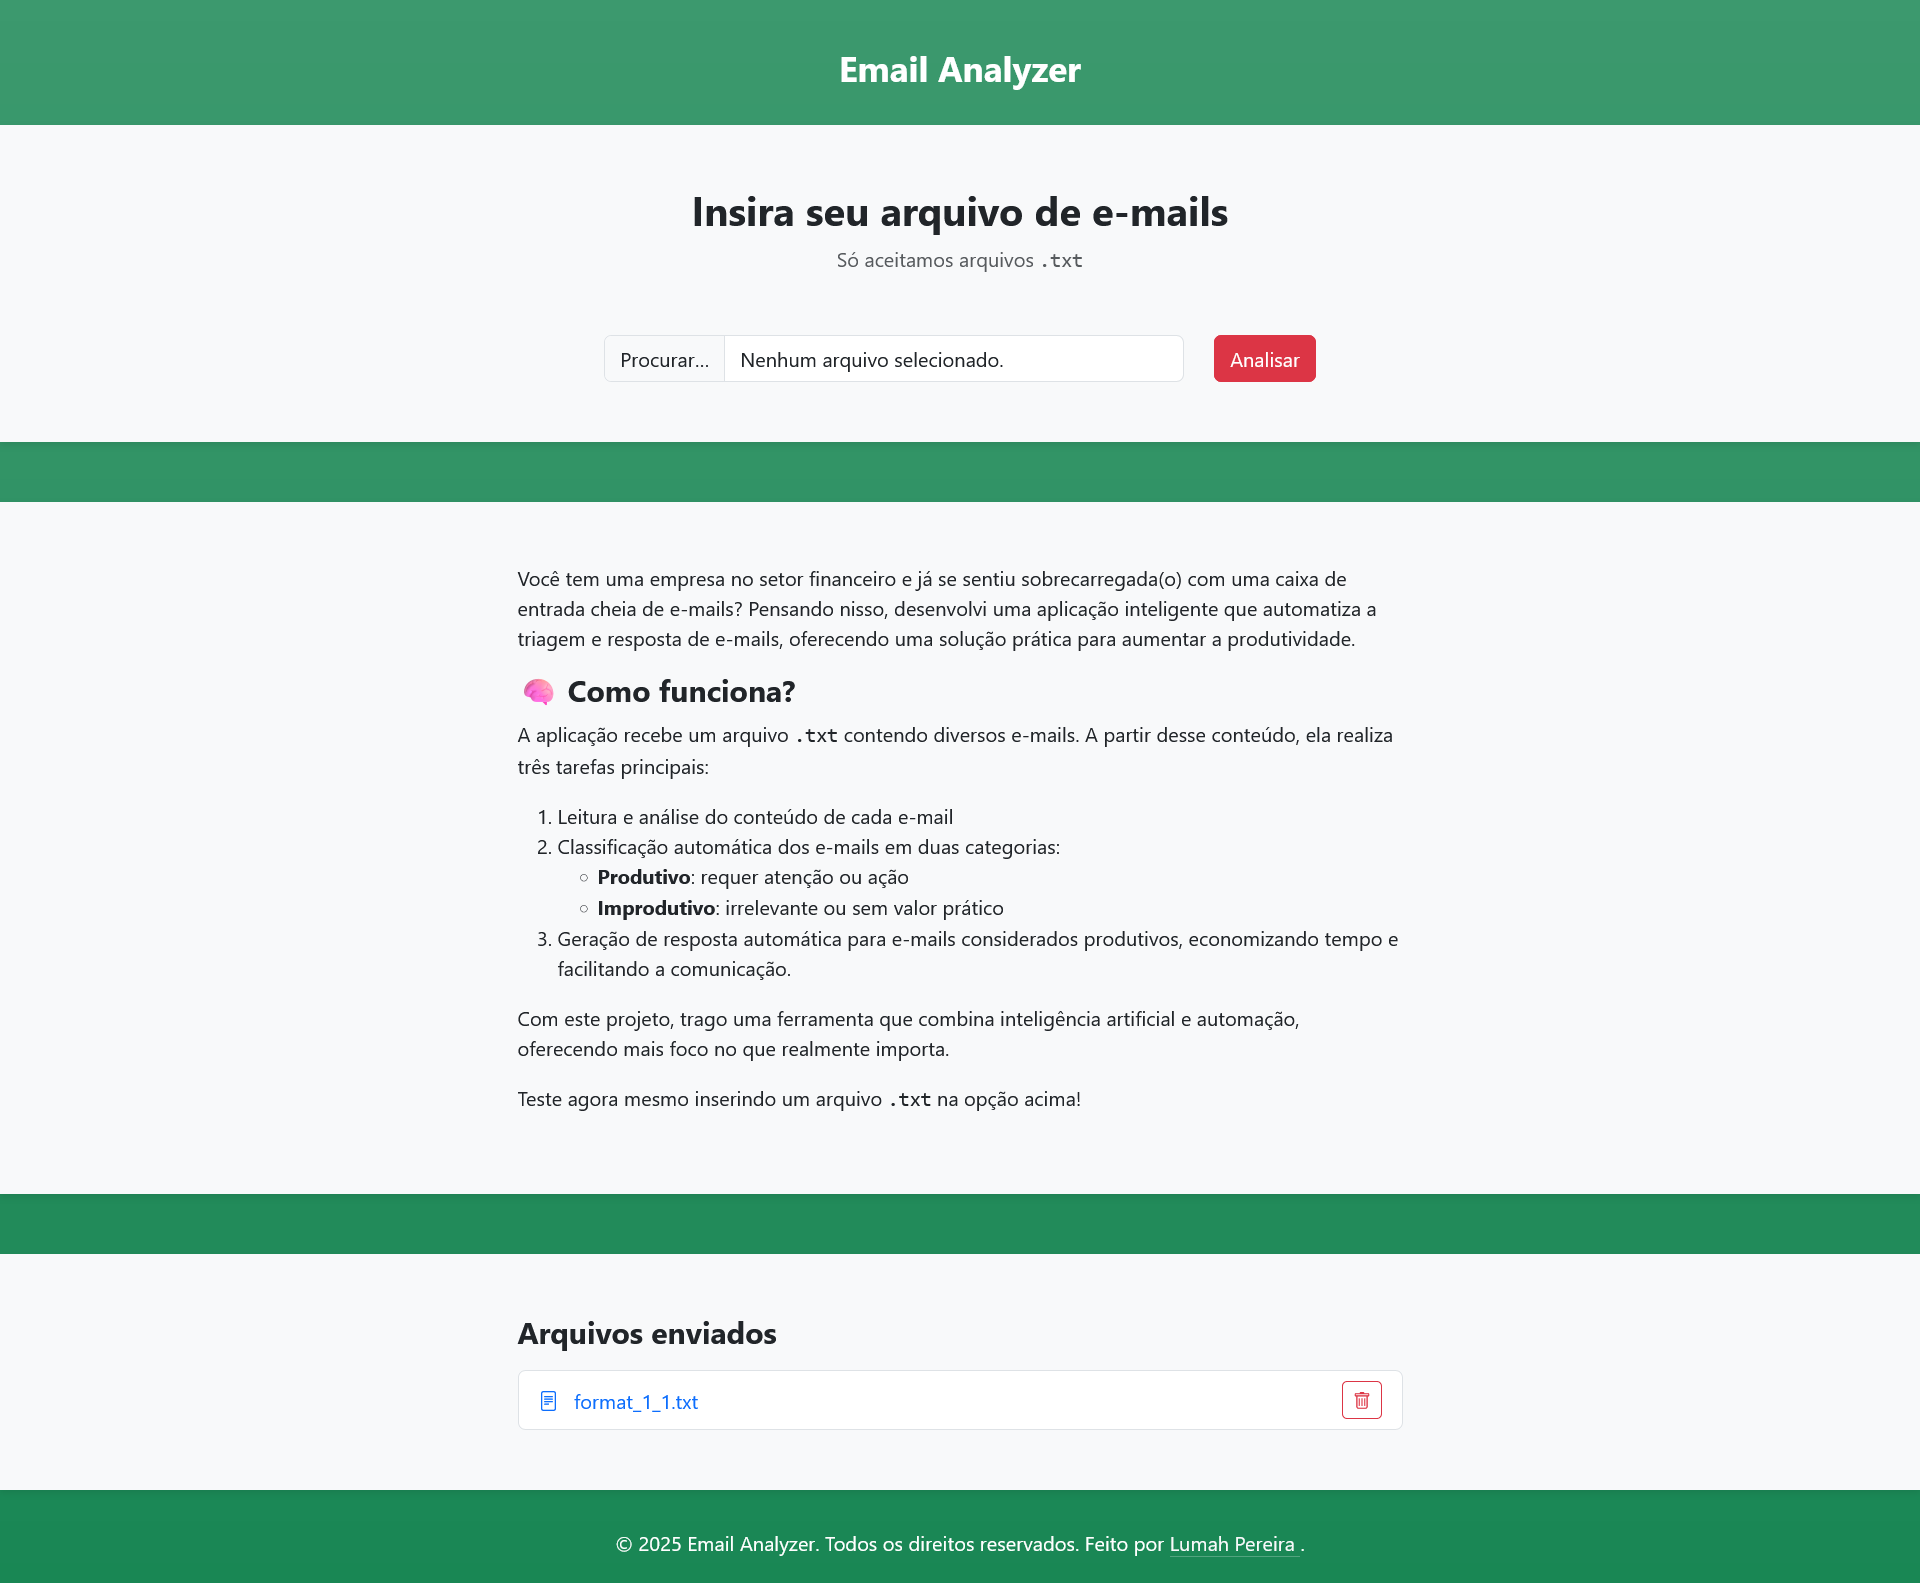 Email Analyzer
Insira seu arquivo de e-mails
Só aceitamos arquivos .txt
Procurar... Nenhum arquivo selecionado. Analisar
Você tem uma empresa no setor financeiro e já se sentiu sobrecarregada(o) com uma caixa de
entrada cheia de e-mails? Pensando nisso, desenvolvi uma aplicação inteligente que automatiza a
triagem e resposta de e-mails, oferecendo uma solução prática para aumentar a produtividade.
🧠 Como funciona?
A aplicação recebe um arquivo .txt contendo diversos e-mails. A partir desse conteúdo, ela realiza
três tarefas principais:
1. Leitura e análise do conteúdo de cada e-mail
2. Classificação automática dos e-mails em duas categorias:
◦ Produtivo: requer atenção ou ação
◦ Improdutivo: irrelevante ou sem valor prático
3. Geração de resposta automática para e-mails considerados produtivos, economizando tempo e
facilitando a comunicação.
Com este projeto, trago uma ferramenta que combina inteligência artificial e automação,
oferecendo mais foco no que realmente importa.
Teste agora mesmo inserindo um arquivo .txt na opção acima!
Arquivos enviados
format_1_1.txt
© 2025 Email Analyzer. Todos os direitos reservados. Feito por Lumah Pereira .